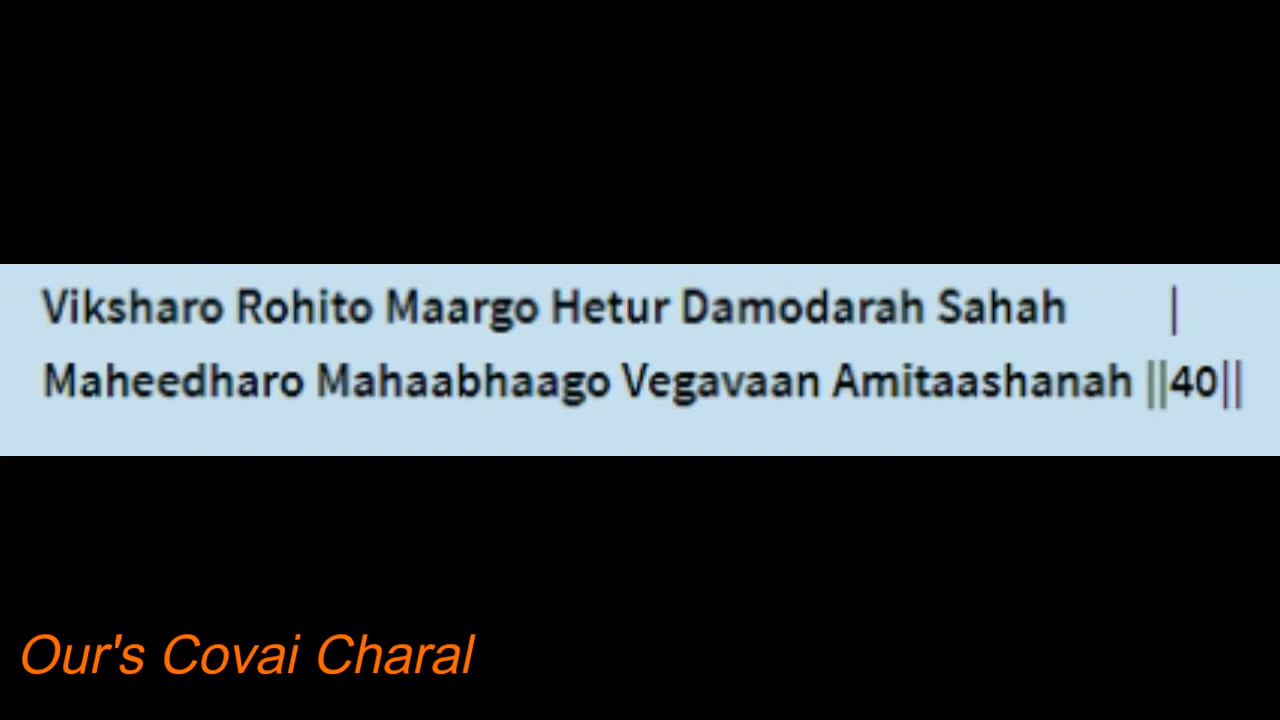 Viksharo Rohito Maargo Hetur Damodarah Sahah |
Maheedharo Mahaabhaago Vegavaan Amitaashanah ||40||
Our's Covai Charal